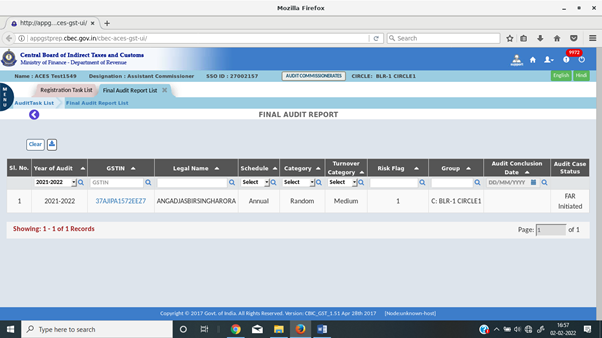 Mozilla Firefox
http://appg...ces-gst-ui/
appgstprep.cbec.gov.in/cbec-aces-gst-ui/
Search
Central Board of Indirect Taxes and Customs
Ministry of Finance - Department of Revenue
9972
Name : ACES Test1549 Designation : Assistant Commissioner SSO ID : 27002157 AUDIT COMMISSIONERATES CIRCLE: BLR-1 CIRCLE1 English Hindi
MENU
Registration Task List Final Audit Report List
AuditTask List Final Audit Report List
FINAL AUDIT REPORT
Clear
Sl. No. Year of Audit GSTIN Legal Name Schedule Category Turnover Category Risk Flag Group Audit Conclusion Date Audit Case Status
2021-2022 GSTIN Select Select Select DD/MM/YYYY
1 2021-2022 37AJIPA1572EEZ7 ANGADJASBIRSINGHARORA Annual Random Medium 1 C: BLR-1 CIRCLE1 FAR Initiated
Showing: 1 - 1 of 1 Records Page: 1 of 1
Copyright © 2017 Govt. of India. All Rights Reserved. Version: CBIC_GST_1.51 Apr 28th 2017 [Node:unknown-host]
Type here to search
16:57
02-02-2022